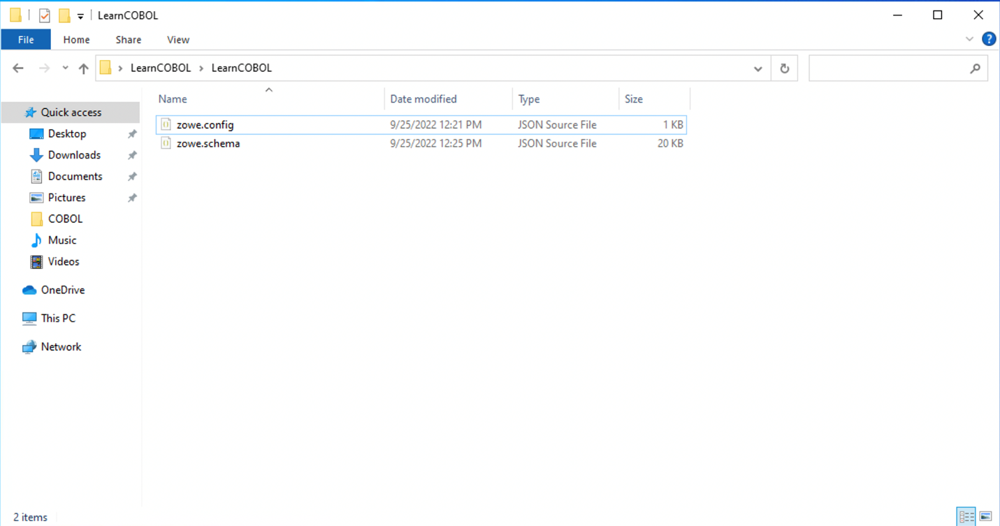 LearnCOBOL
File Home Share View
LearnCOBOL > LearnCOBOL
Name Date modified Type Size
Quick access
zowe.config 9/25/2022 12:21 PM JSON Source File 1 KB
Desktop
zowe.schema 9/25/2022 12:25 PM JSON Source File 20 KB
Downloads
Documents
Pictures
COBOL
Music
Videos
OneDrive
This PC
Network
2 items